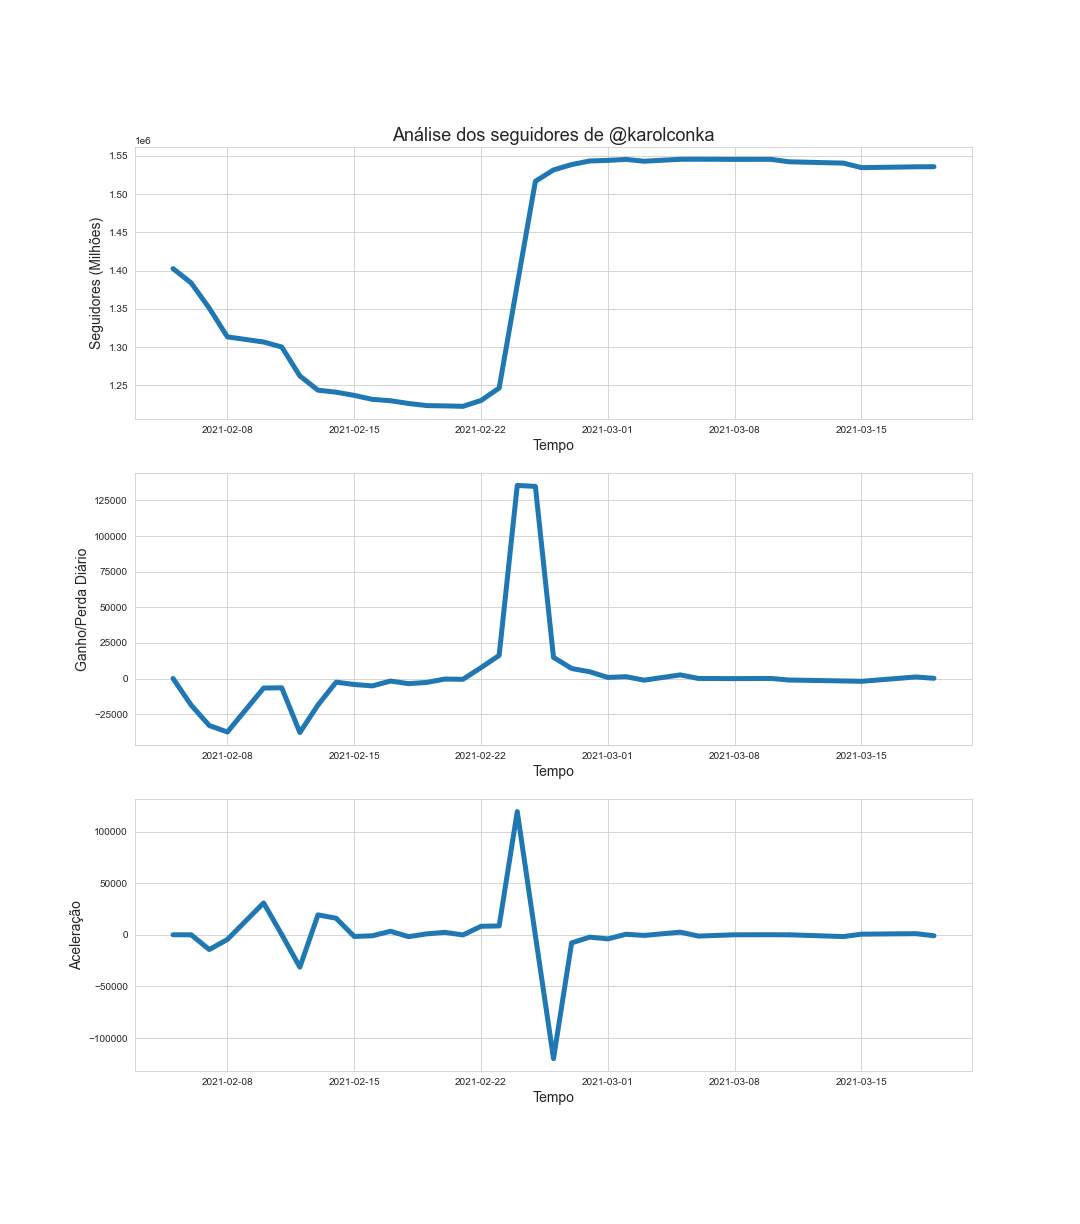 Análise dos seguidores de @karolconka
1e6
1.55
1.50
1.45
1.40
1.35
1.30
1.25
Seguidores (Milhões)
2021-02-08 2021-02-15 2021-02-22 2021-03-01 2021-03-08 2021-03-15
Tempo
125000
100000
75000
50000
25000
0
−25000
Ganho/Perda Diário
2021-02-08 2021-02-15 2021-02-22 2021-03-01 2021-03-08 2021-03-15
Tempo
100000
50000
0
−50000
−100000
Aceleração
2021-02-08 2021-02-15 2021-02-22 2021-03-01 2021-03-08 2021-03-15
Tempo